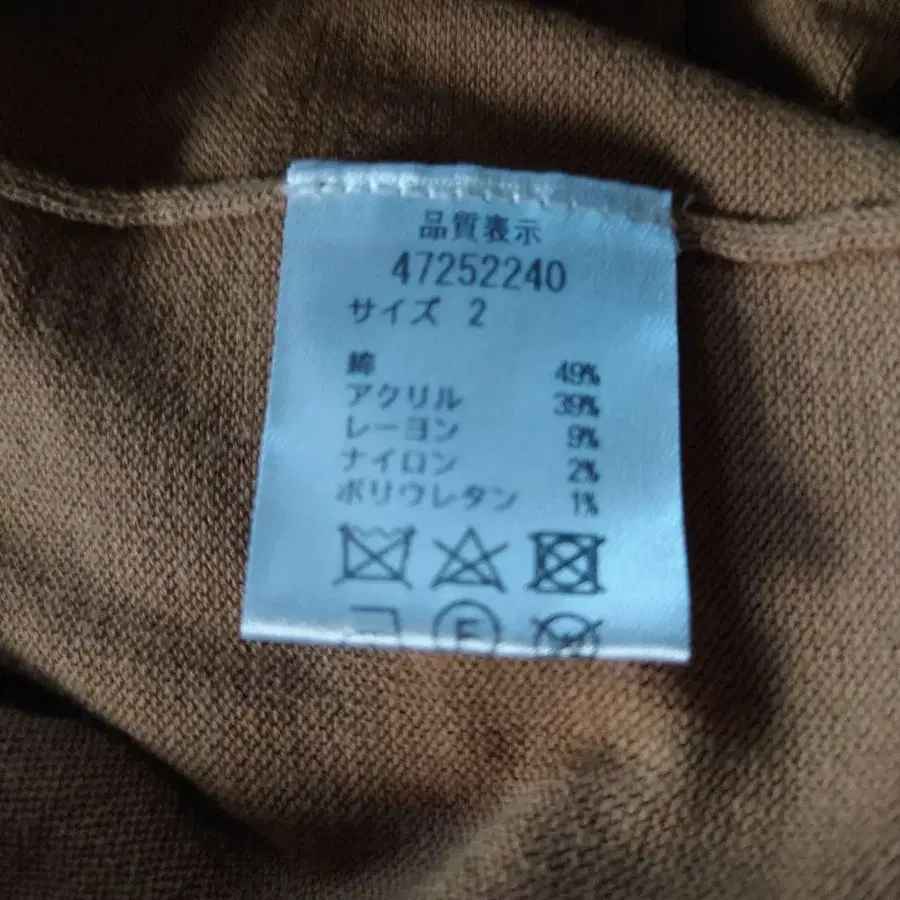 品質表示
47252240
サイズ 2
綿 49%
アクリル 39%
レーヨン 9%
ナイロン 2%
ポリウレタン 1%
F
W